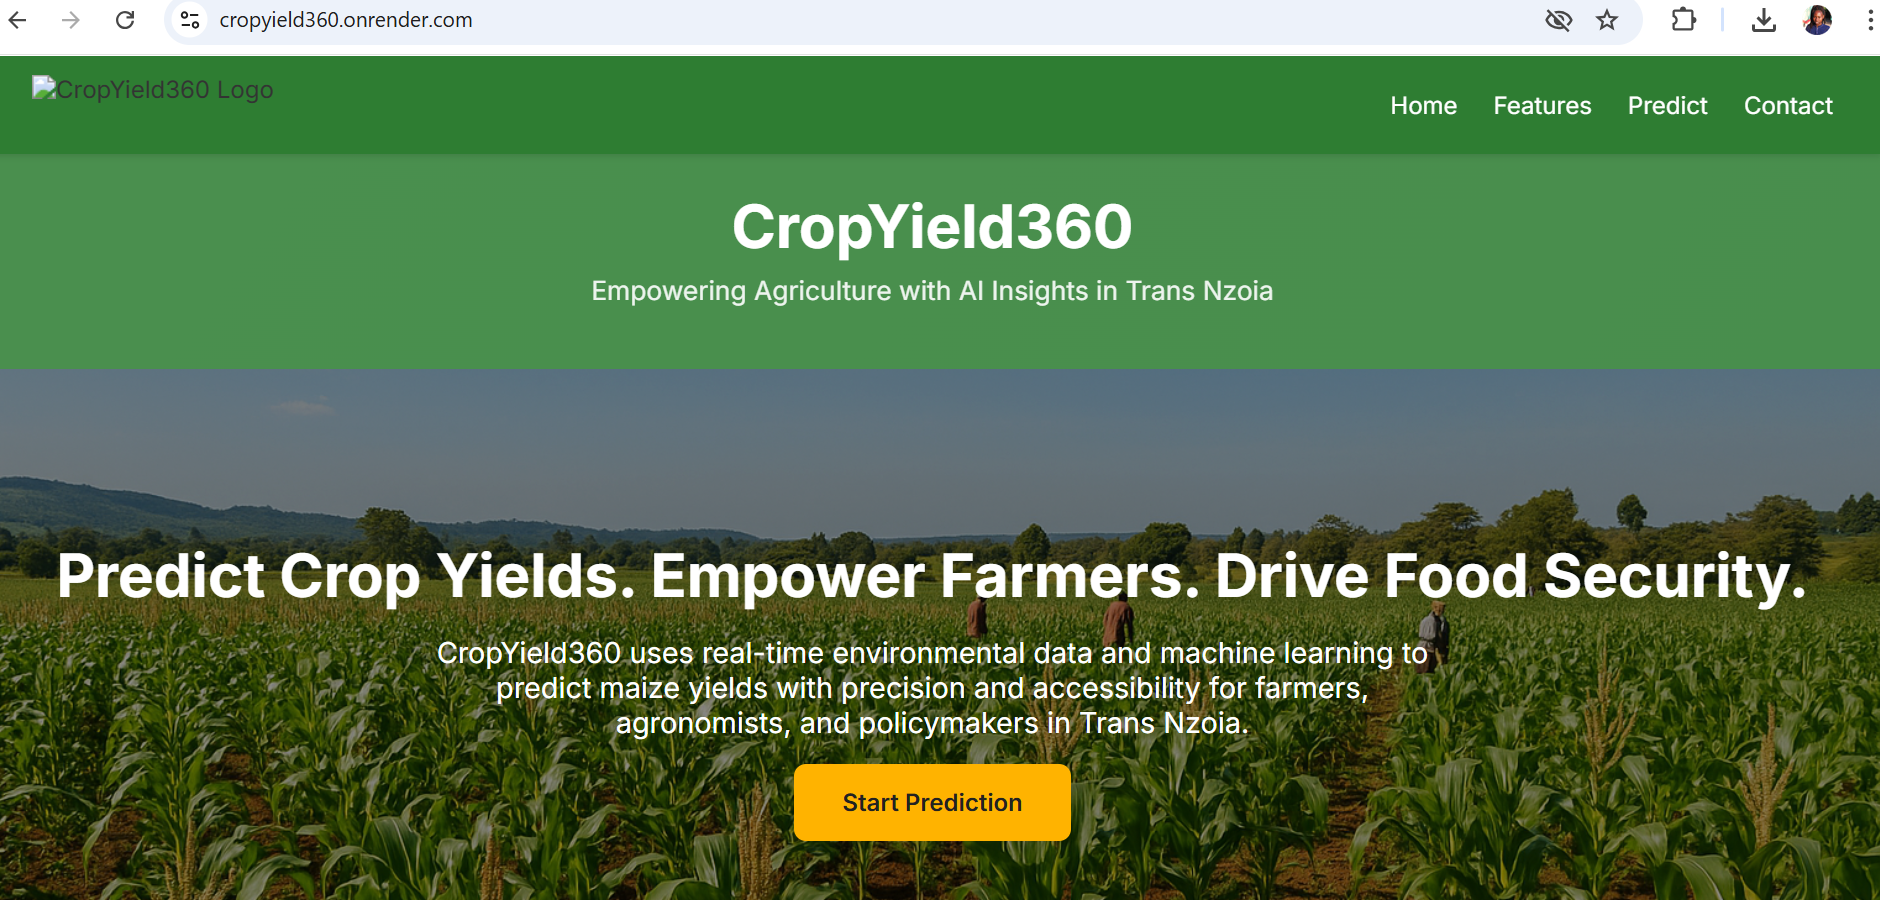 cropyield360.onrender.com
CropYield360 Logo
Home Features Predict Contact
CropYield360
Empowering Agriculture with AI Insights in Trans Nzoia
Predict Crop Yields. Empower Farmers. Drive Food Security.
CropYield360 uses real-time environmental data and machine learning to
predict maize yields with precision and accessibility for farmers,
agronomists, and policymakers in Trans Nzoia.
Start Prediction